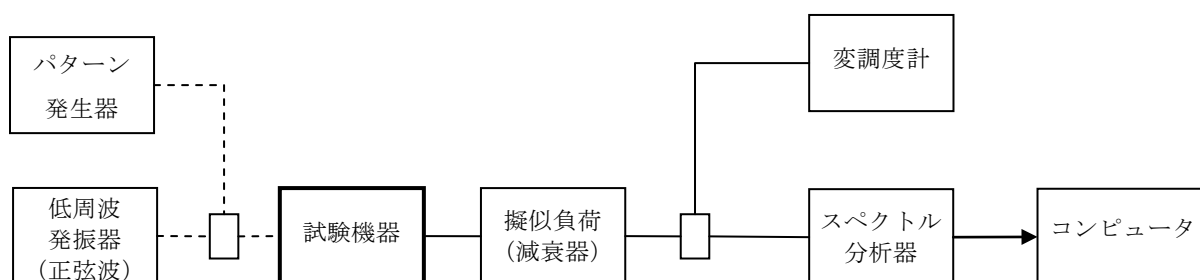 パターン
発生器
変調度計
低周波
発振器
(正弦波)
試験機器
擬似負荷
(減衰器)
スペクトル
分析器
コンピュータ